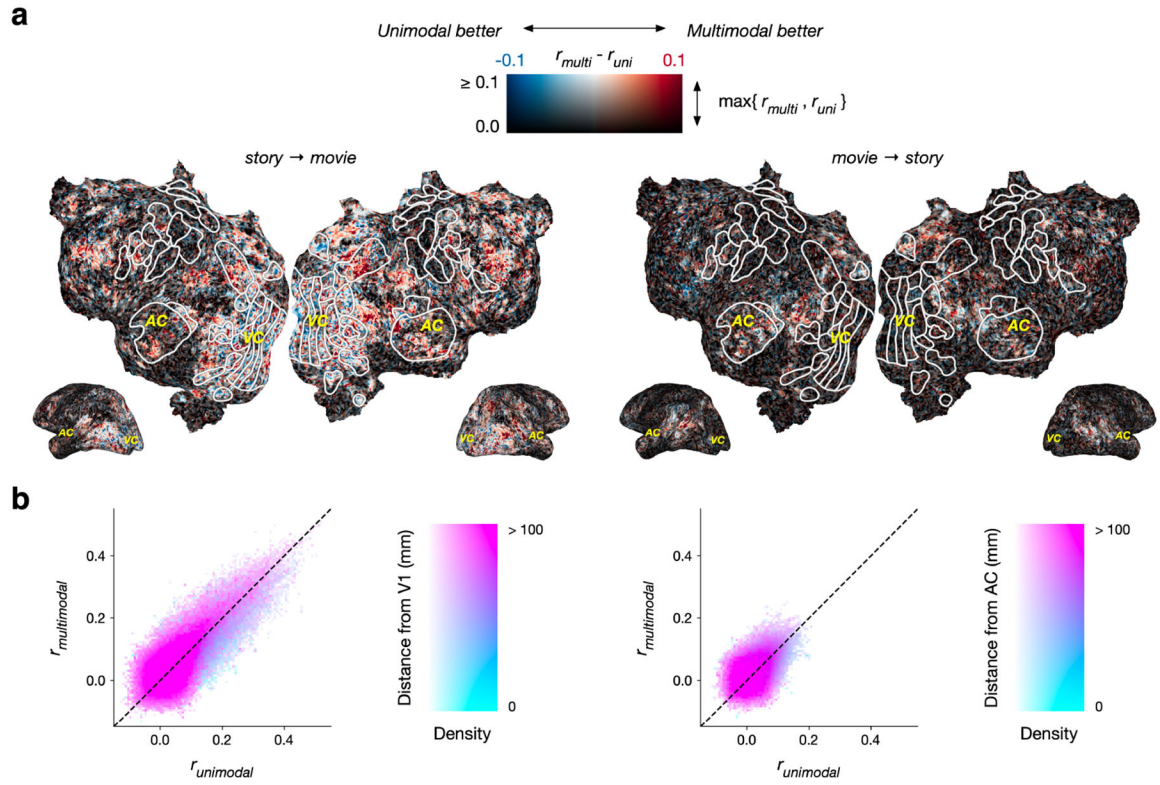 a
Unimodal better Multimodal better
-0.1 r_multi - r_uni 0.1
≥ 0.1
max{ r_multi , r_uni }
0.0
story → movie
movie → story
AC VC VC AC
AC VC VC AC
AC VC VC AC
AC VC VC AC
b
0.4
0.2
0.0
r_multimodal
0.0 0.2 0.4
r_unimodal
Distance from V1 (mm)
> 100
0
Density
0.4
0.2
0.0
r_multimodal
0.0 0.2 0.4
r_unimodal
Distance from AC (mm)
> 100
0
Density